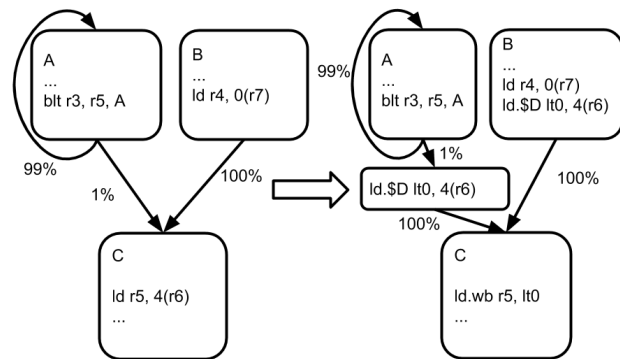 A
...
blt r3, r5, A
B
...
ld r4, 0(r7)
99%
1%
100%
C
ld r5, 4(r6)
...
99%
A
...
blt r3, r5, A
B
...
ld r4, 0(r7)
ld.$D lt0, 4(r6)
1%
ld.$D lt0, 4(r6)
100%
100%
C
ld.wb r5, lt0
...